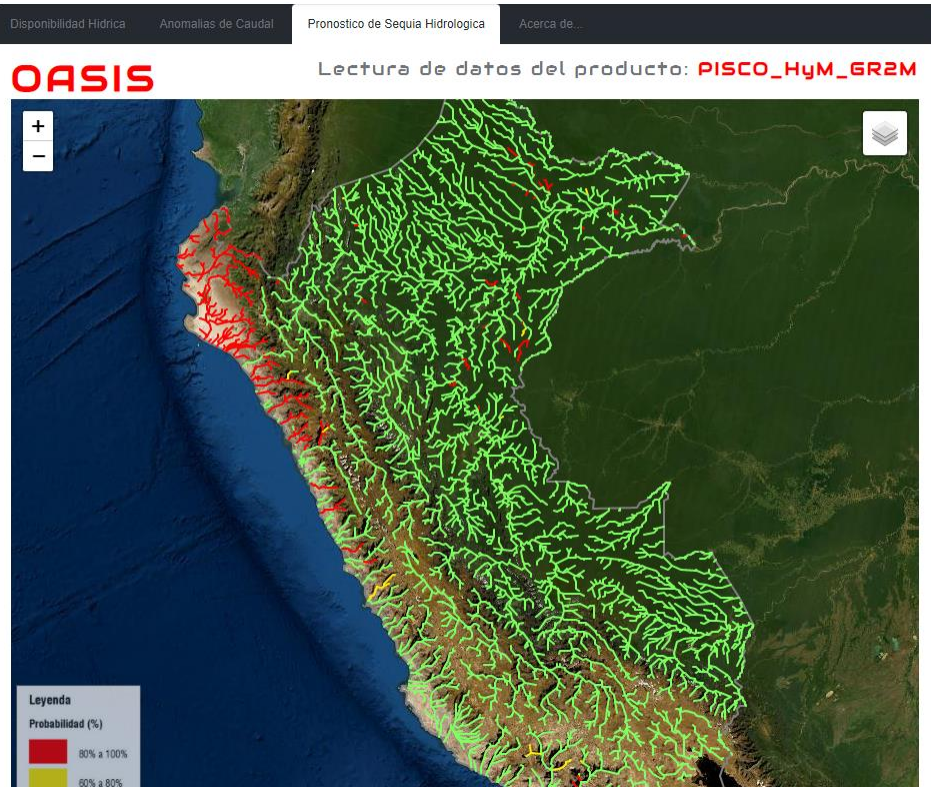 Disponibilidad Hidrica Anomalias de Caudal Pronostico de Sequia Hidrologica Acerca de...
OASIS Lectura de datos del producto: PISCO_HyM_GR2M
+
−
Leyenda
Probabilidad (%)
80% a 100%
60% a 80%